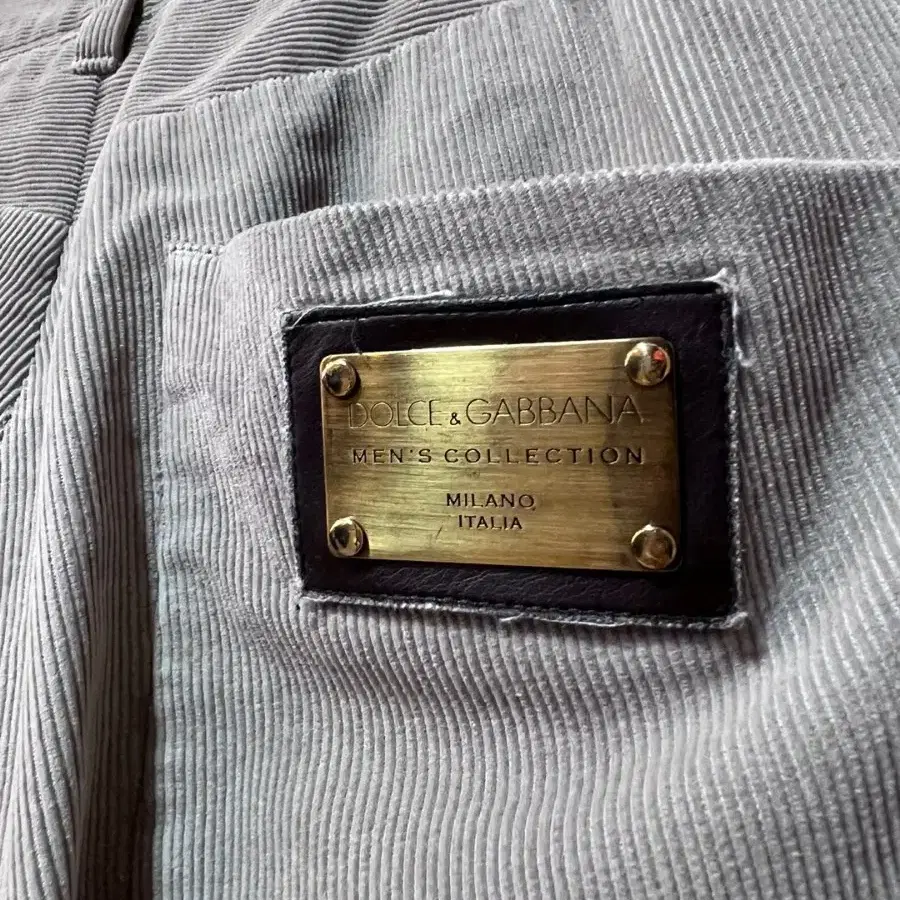 DOLCE & GABBANA
MEN'S COLLECTION
MILANO
ITALIA